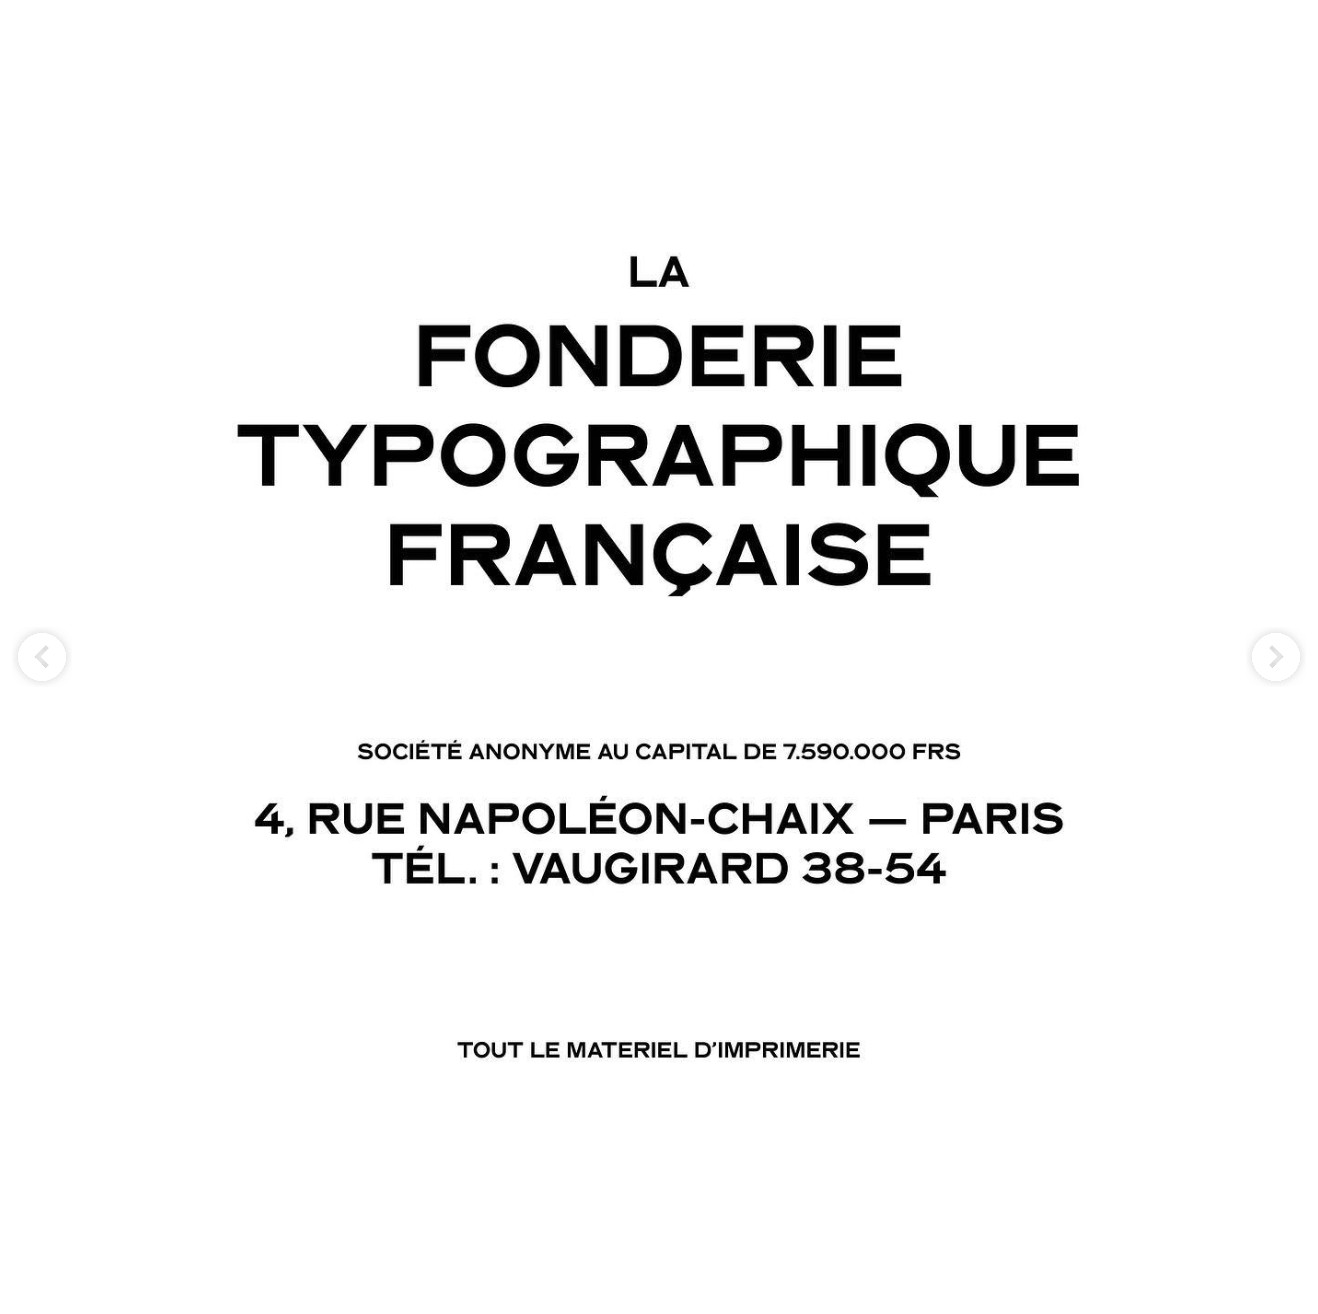 LA
FONDERIE
TYPOGRAPHIQUE
FRANÇAISE
SOCIÉTÉ ANONYME AU CAPITAL DE 7.590.000 FRS
4, RUE NAPOLÉON-CHAIX — PARIS
TÉL. : VAUGIRARD 38-54
TOUT LE MATERIEL D’IMPRIMERIE